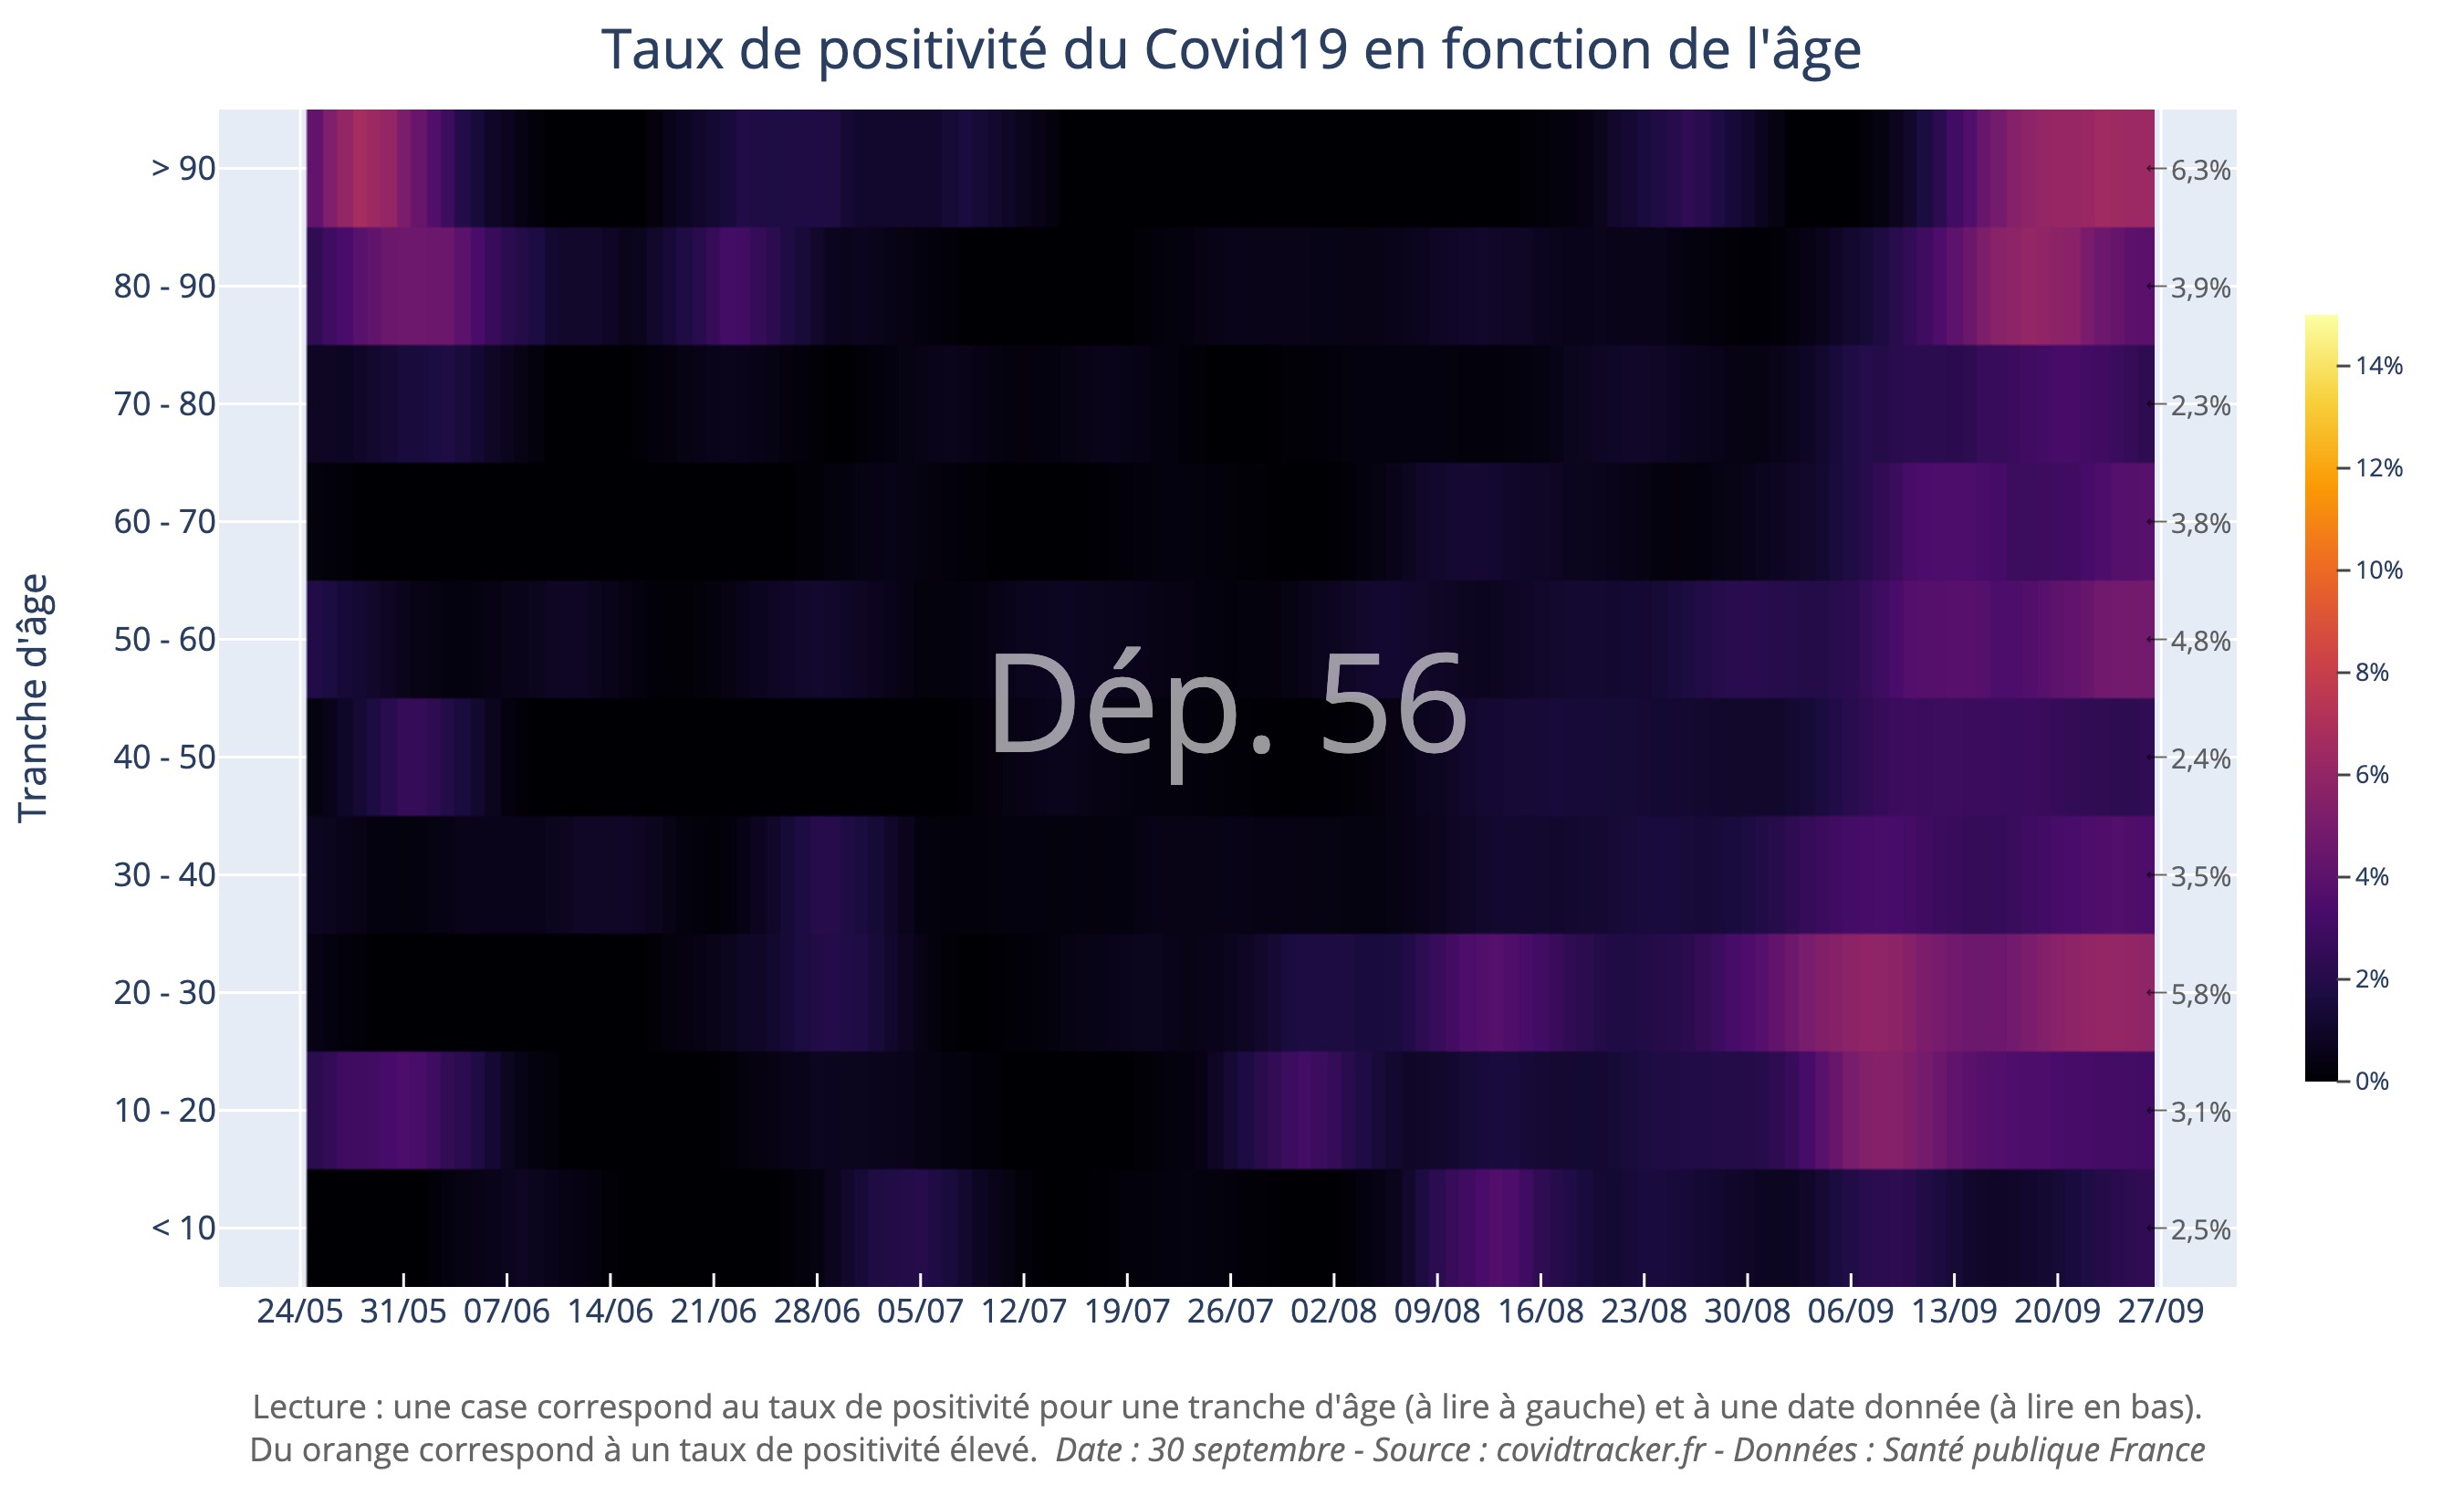 Taux de positivité du Covid19 en fonction de l'âge
Tranche d'âge
> 90
80 - 90
70 - 80
60 - 70
50 - 60
40 - 50
30 - 40
20 - 30
10 - 20
< 10
Dép. 56
6,3%
3,9%
2,3%
3,8%
4,8%
2,4%
3,5%
5,8%
3,1%
2,5%
14%
12%
10%
8%
6%
4%
2%
0%
24/05 31/05 07/06 14/06 21/06 28/06 05/07 12/07 19/07 26/07 02/08 09/08 16/08 23/08 30/08 06/09 13/09 20/09 27/09
Lecture : une case correspond au taux de positivité pour une tranche d'âge (à lire à gauche) et à une date donnée (à lire en bas).
Du orange correspond à un taux de positivité élevé. Date : 30 septembre - Source : covidtracker.fr - Données : Santé publique France